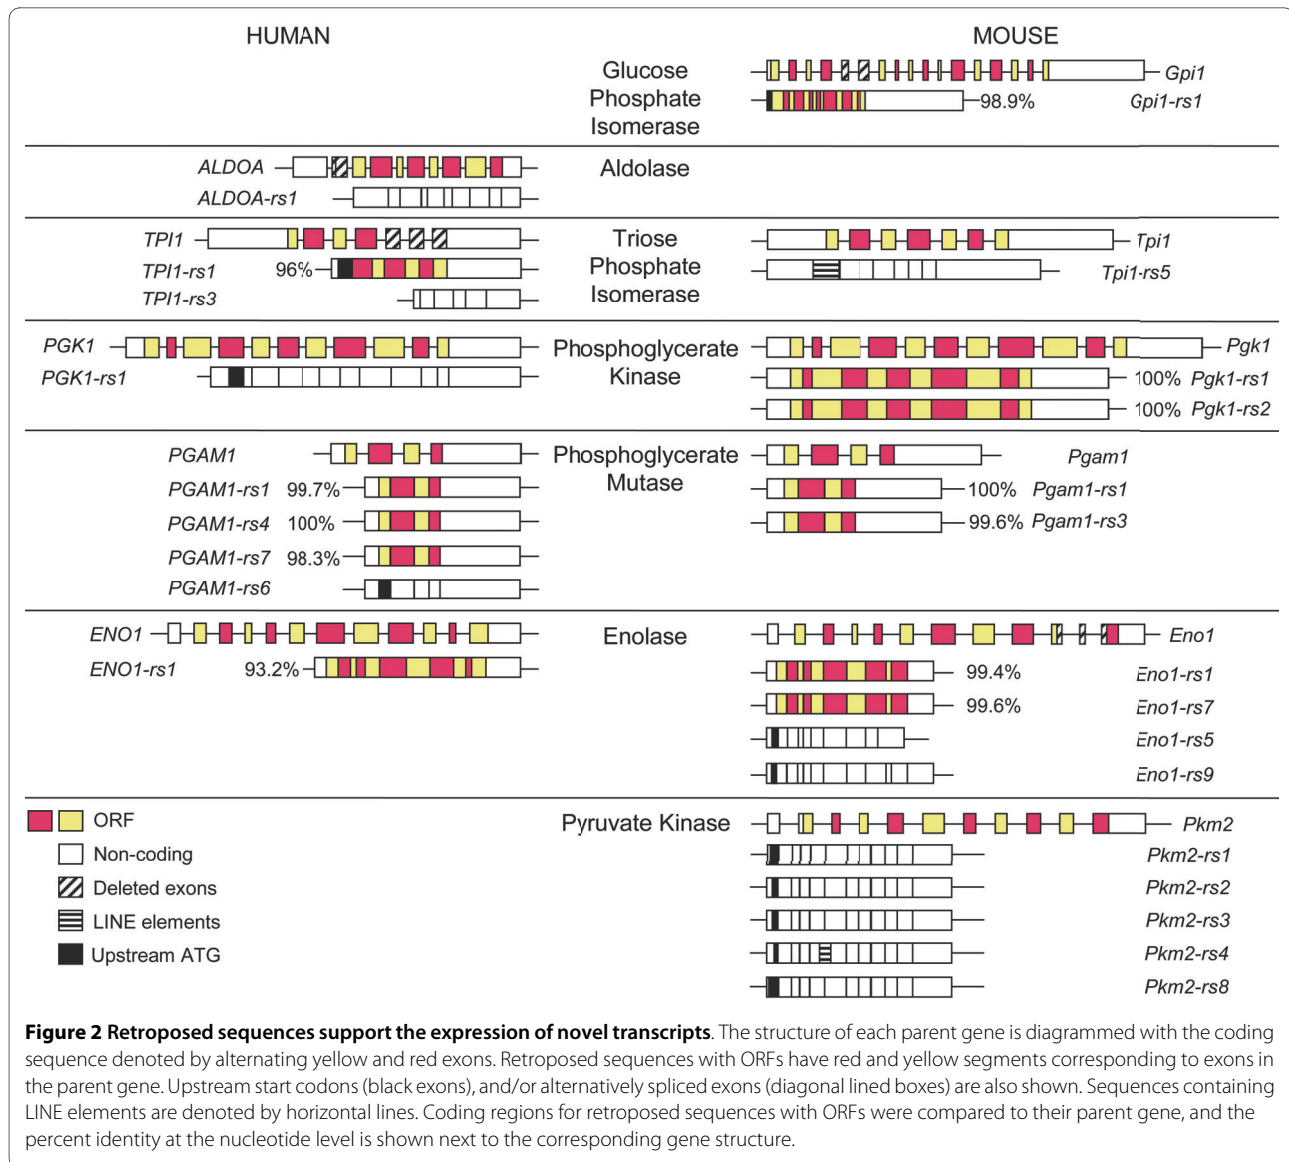 HUMAN
MOUSE
Glucose
Phosphate
Isomerase
Gpi1
98.9% Gpi1-rs1
ALDOA
ALDOA-rs1
Aldolase
TPI1
TPI1-rs1 96%
TPI1-rs3
Triose
Phosphate
Isomerase
Tpi1
Tpi1-rs5
PGK1
PGK1-rs1
Phosphoglycerate
Kinase
Pgk1
100% Pgk1-rs1
100% Pgk1-rs2
PGAM1
PGAM1-rs1 99.7%
PGAM1-rs4 100%
PGAM1-rs7 98.3%
PGAM1-rs6
Phosphoglycerate
Mutase
Pgam1
100% Pgam1-rs1
99.6% Pgam1-rs3
ENO1
ENO1-rs1 93.2%
Enolase
Eno1
99.4% Eno1-rs1
99.6% Eno1-rs7
Eno1-rs5
Eno1-rs9
ORF
Non-coding
Deleted exons
LINE elements
Upstream ATG
Pyruvate Kinase
Pkm2
Pkm2-rs1
Pkm2-rs2
Pkm2-rs3
Pkm2-rs4
Pkm2-rs8
Figure 2 Retroposed sequences support the expression of novel transcripts. The structure of each parent gene is diagrammed with the coding
sequence denoted by alternating yellow and red exons. Retroposed sequences with ORFs have red and yellow segments corresponding to exons in
the parent gene. Upstream start codons (black exons), and/or alternatively spliced exons (diagonal lined boxes) are also shown. Sequences containing
LINE elements are denoted by horizontal lines. Coding regions for retroposed sequences with ORFs were compared to their parent gene, and the
percent identity at the nucleotide level is shown next to the corresponding gene structure.